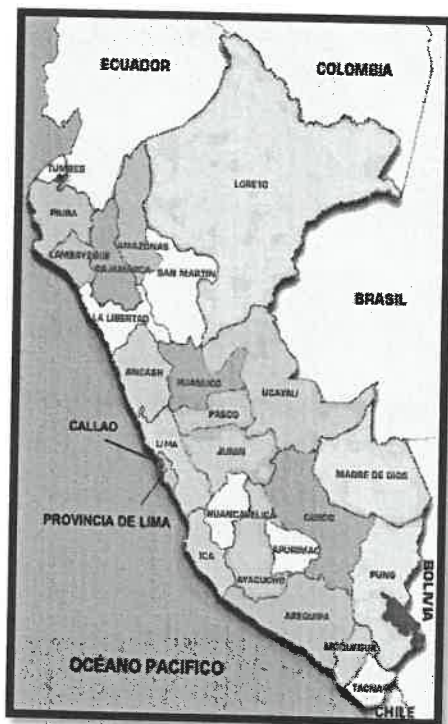 ECUADOR
COLOMBIA
TUMBES
LORETO
PIURA
AMAZONAS
LAMBAYEQUE
CAJAMARCA
SAN MARTIN
BRASIL
LA LIBERTAD
ANCASH
HUANUCO
UCAYALI
PASCO
CALLAO
LIMA
JUNIN
MADRE DE DIOS
PROVINCIA DE LIMA
HUANCAVELICA
CUSCO
APURIMAC
ICA
PUNO
BOLIVIA
AYACUCHO
AREQUIPA
MOQUEGUA
OCÉANO PACIFICO
TACNA
CHILE